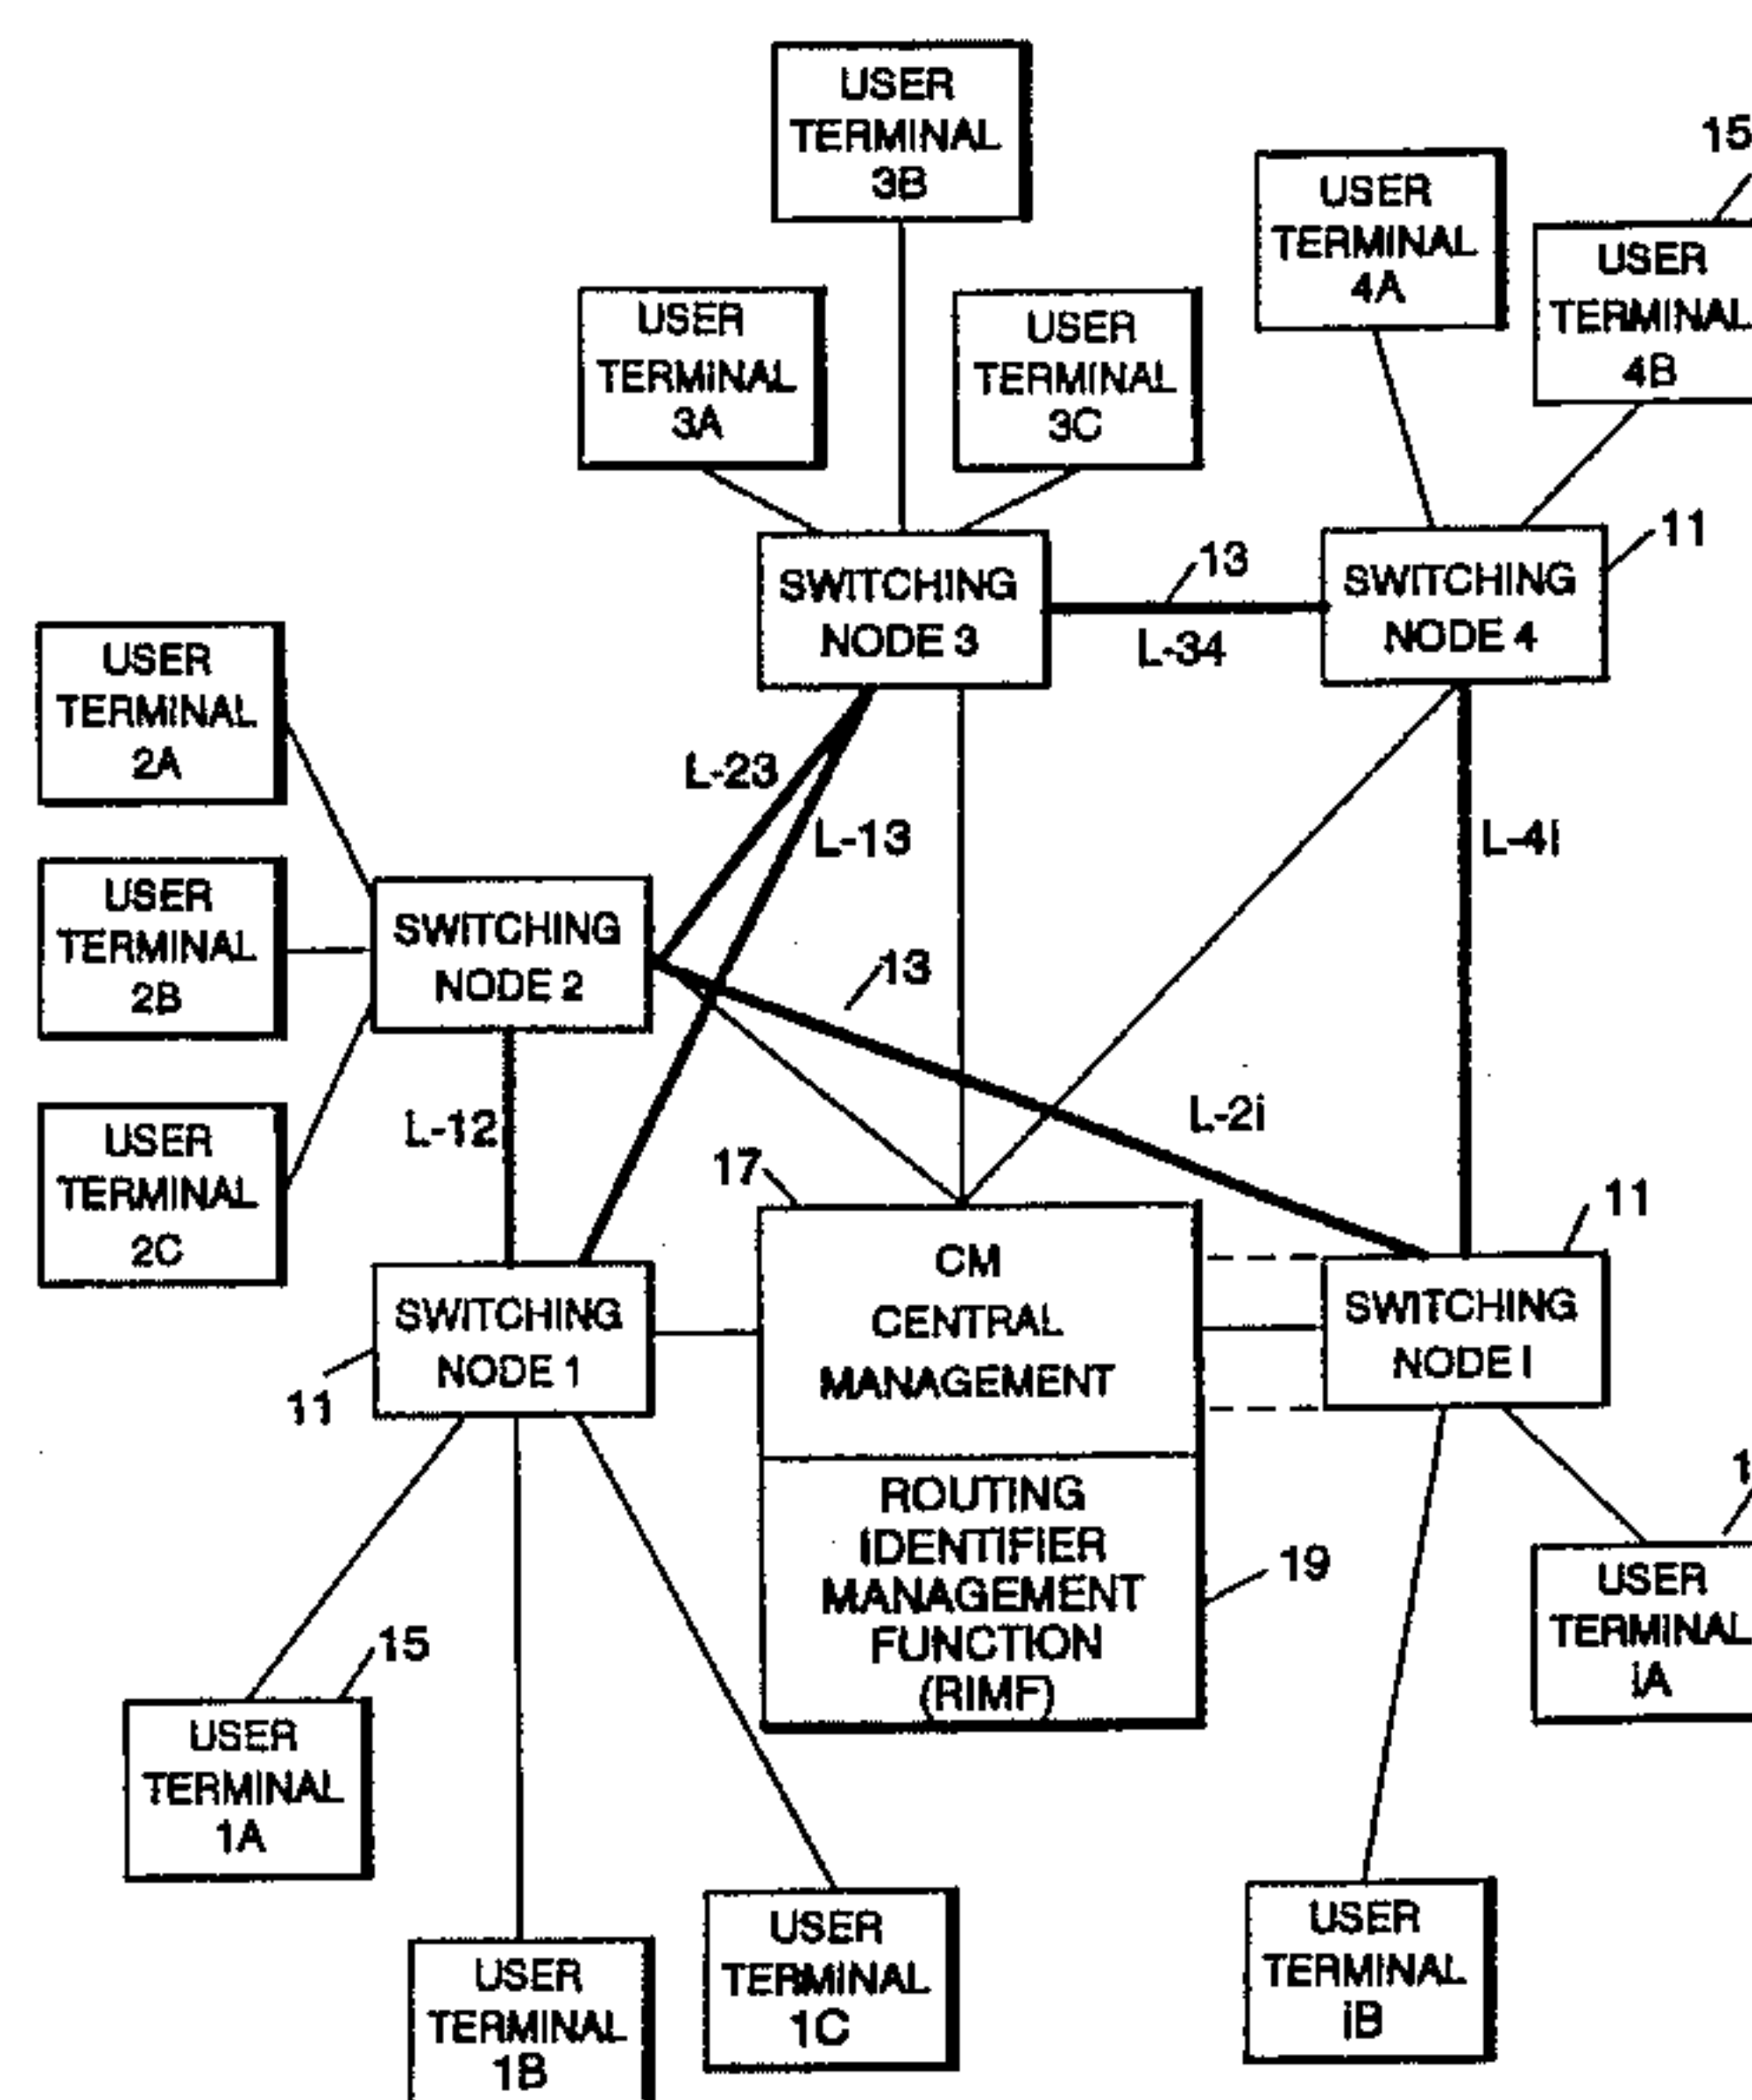 USER
TERMINAL
3B
15
USER
TERMINAL
4A
USER
TERMINAL
4B
USER
TERMINAL
3A
USER
TERMINAL
3C
11
SWITCHING
NODE 3
13
L-34
SWITCHING
NODE 4
USER
TERMINAL
2A
L-23
L-13
L-4i
USER
TERMINAL
2B
SWITCHING
NODE 2
13
USER
TERMINAL
2C
L-12
L-2i
17
11
CM
CENTRAL
MANAGEMENT
SWITCHING
NODE 1
11
SWITCHING
NODE I
ROUTING
IDENTIFIER
MANAGEMENT
FUNCTION
(RIMF)
19
1
USER
TERMINAL
iA
15
USER
TERMINAL
1A
USER
TERMINAL
1B
USER
TERMINAL
1C
USER
TERMINAL
iB